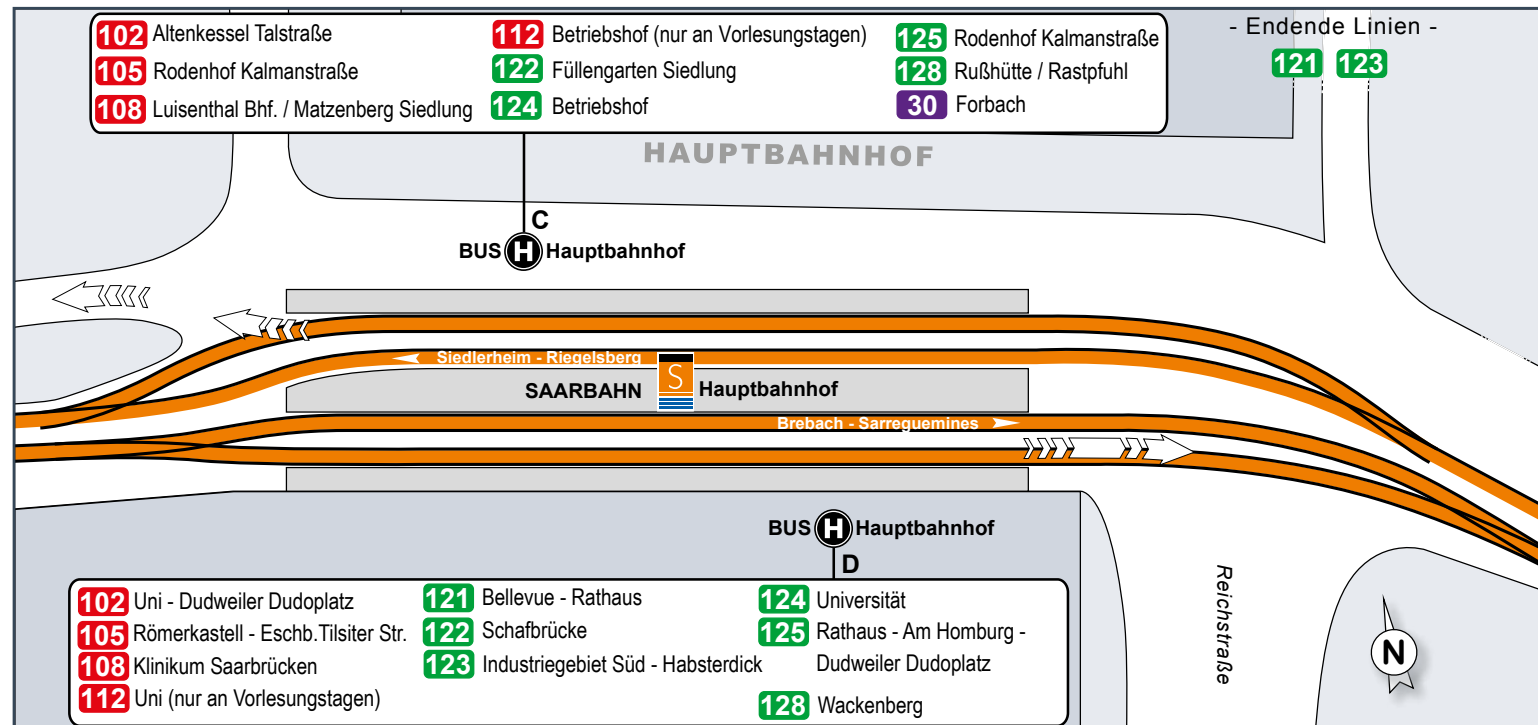 102 Altenkessel Talstraße
105 Rodenhof Kalmanstraße
108 Luisenthal Bhf. / Matzenberg Siedlung
112 Betriebshof (nur an Vorlesungstagen)
122 Füllengarten Siedlung
124 Betriebshof
125 Rodenhof Kalmanstraße
128 Rußhütte / Rastpfuhl
30 Forbach
- Endende Linien -
121 123
HAUPTBAHNHOF
C
BUS H Hauptbahnhof
Siedlerheim - Riegelsberg
SAARBAHN S Hauptbahnhof
Brebach - Sarreguemines
BUS H Hauptbahnhof
D
102 Uni - Dudweiler Dudoplatz
105 Römerkastell - Eschb.Tilsiter Str.
108 Klinikum Saarbrücken
112 Uni (nur an Vorlesungstagen)
121 Bellevue - Rathaus
122 Schafbrücke
123 Industriegebiet Süd - Habsterdick
124 Universität
125 Rathaus - Am Homburg -
Dudweiler Dudoplatz
128 Wackenberg
Reichstraße
N